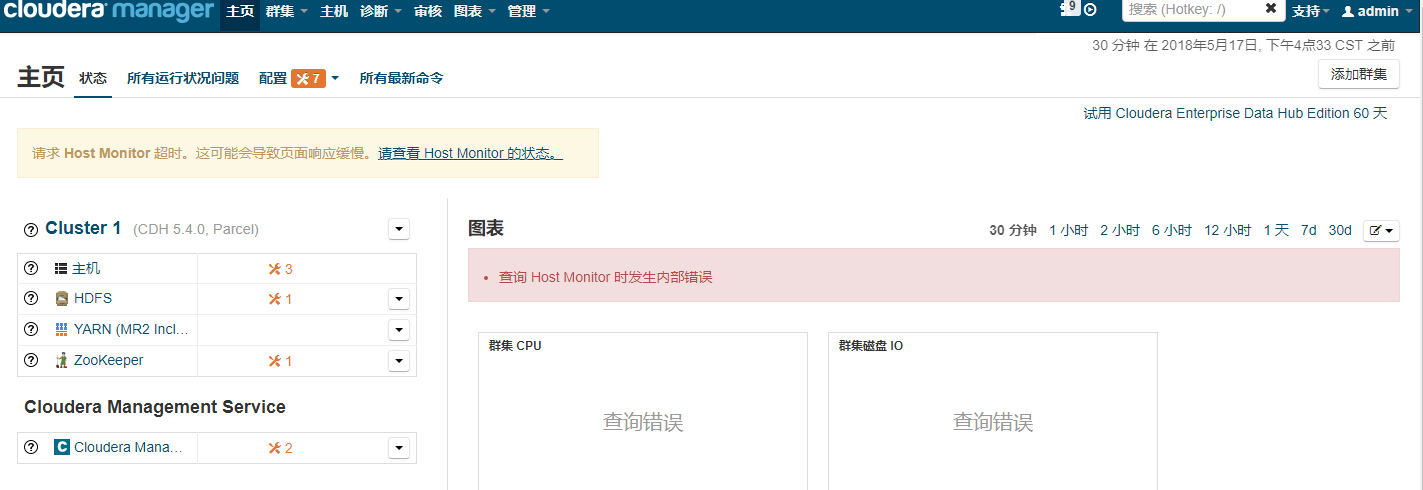 cloudera manager 主页 群集 主机 诊断 审核 图表 管理 9 搜索 (Hotkey: /) 支持 admin
30 分钟 在 2018年5月17日, 下午4点33 CST 之前
主页 状态 所有运行状况问题 配置 7 所有最新命令 添加群集
试用 Cloudera Enterprise Data Hub Edition 60 天
请求 Host Monitor 超时。这可能会导致页面响应缓慢。请查看 Host Monitor 的状态。
Cluster 1 (CDH 5.4.0, Parcel)
主机 3
HDFS 1
YARN (MR2 Incl...
ZooKeeper 1
Cloudera Management Service
Cloudera Mana... 2
图表 30 分钟 1 小时 2 小时 6 小时 12 小时 1 天 7d 30d
查询 Host Monitor 时发生内部错误
群集 CPU
查询错误
群集磁盘 IO
查询错误